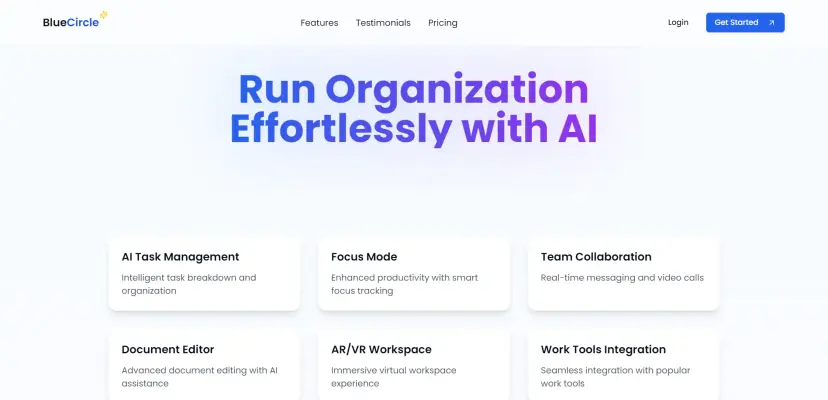 BlueCircle
Features Testimonials Pricing
Login
Get Started
Run Organization
Effortlessly with AI
AI Task Management
Intelligent task breakdown and
organization
Focus Mode
Enhanced productivity with smart
focus tracking
Team Collaboration
Real-time messaging and video calls
Document Editor
Advanced document editing with AI
assistance
AR/VR Workspace
Immersive virtual workspace
experience
Work Tools Integration
Seamless integration with popular
work tools